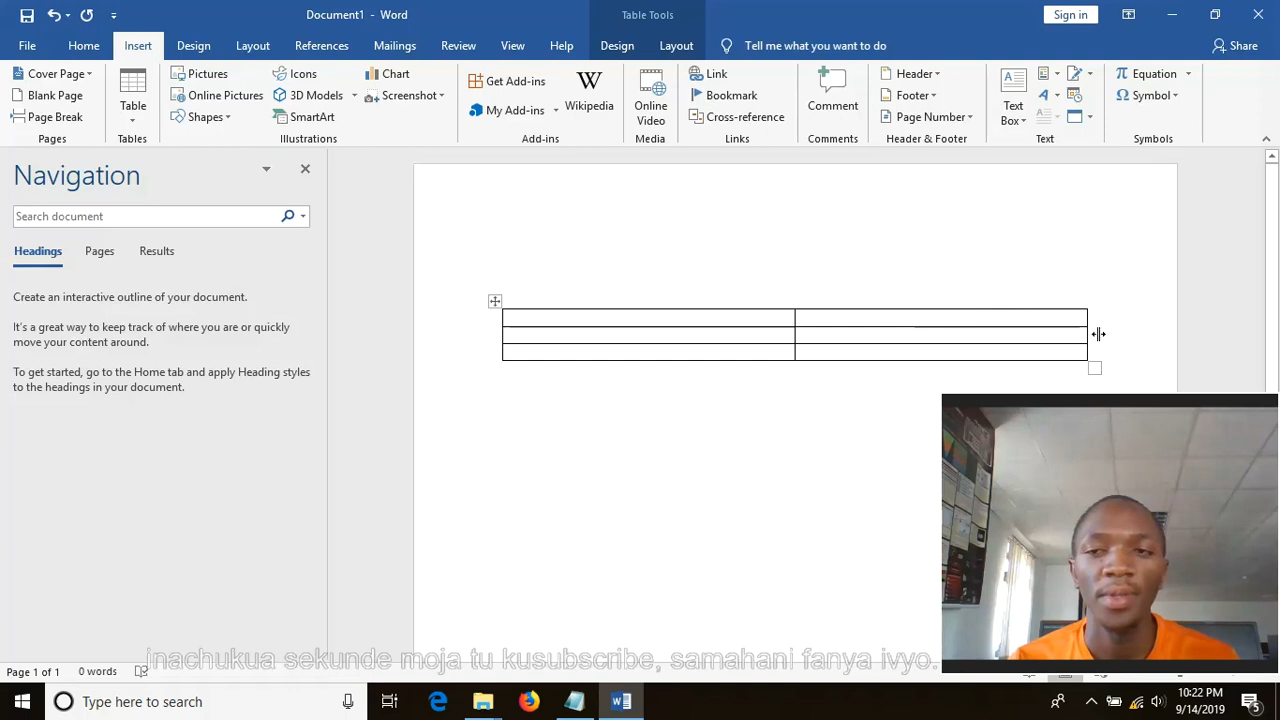 Document1 - Word
Table Tools
Sign in
File
Home
Insert
Design
Layout
References
Mailings
Review
View
Help
Design
Layout
Tell me what you want to do
Share
Cover Page
Blank Page
Page Break
Pages
Table
Tables
Pictures
Online Pictures
Shapes
Icons
3D Models
SmartArt
Chart
Screenshot
Illustrations
Get Add-ins
My Add-ins
Wikipedia
Add-ins
Online
Video
Media
Link
Bookmark
Cross-reference
Links
Comment
Comments
Header
Footer
Page Number
Header & Footer
Text
Box
Text
Equation
Symbol
Symbols
Navigation
Search document
Headings
Pages
Results
Create an interactive outline of your document.
It's a great way to keep track of where you are or quickly
move your content around.
To get started, go to the Home tab and apply Heading styles
to the headings in your document.
inachukua sekunde moja tu kusubscribe, samahani fanya ivyo.
Page 1 of 1
0 words
Type here to search
10:22 PM
9/14/2019
5